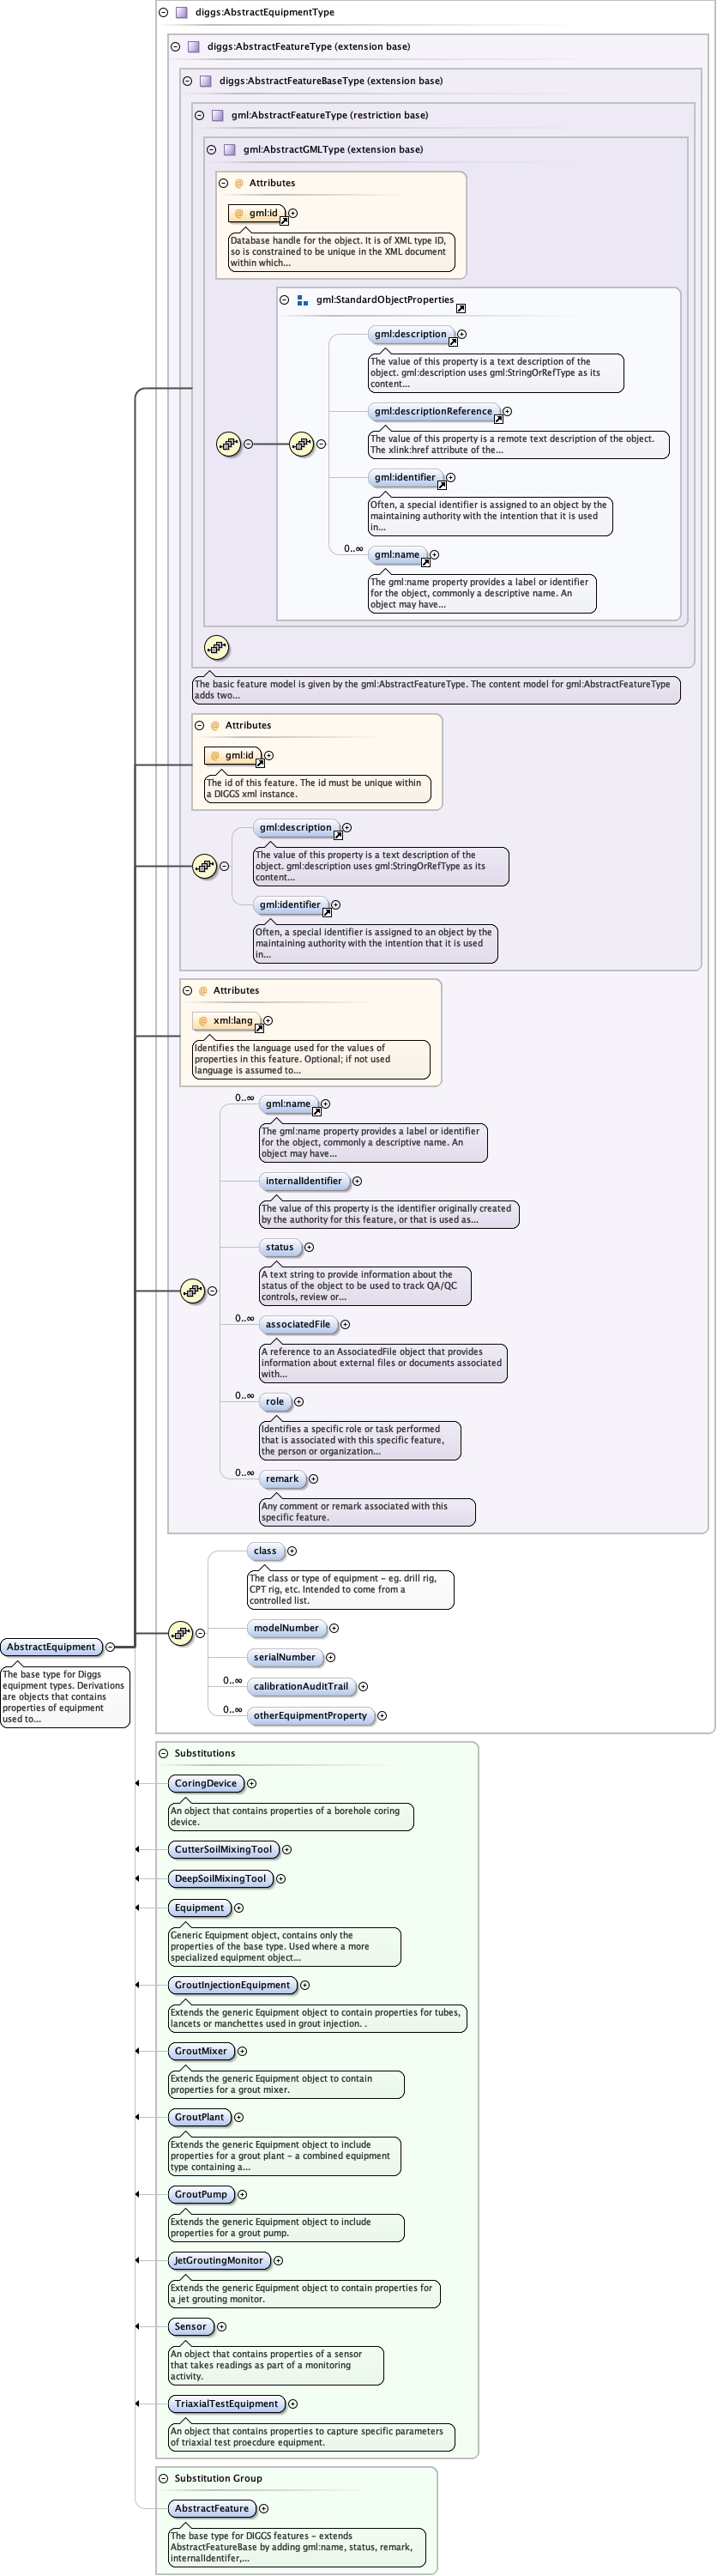 diggs:AbstractEquipmentType
diggs:AbstractFeatureType (extension base)
diggs:AbstractFeatureBaseType (extension base)
gml:AbstractFeatureType (restriction base)
gml:AbstractGMLType (extension base)
@ Attributes
@ gml:id
Database handle for the object. It is of XML type ID,
so is constrained to be unique in the XML document
within which...
gml:StandardObjectProperties
gml:description
The value of this property is a text description of the
object. gml:description uses gml:StringOrRefType as its
content...
gml:descriptionReference
The value of this property is a remote text description of the object.
The xlink:href attribute of the...
gml:identifier
Often, a special identifier is assigned to an object by the
maintaining authority with the intention that it is used
in...
0..∞
gml:name
The gml:name property provides a label or identifier
for the object, commonly a descriptive name. An
object may have...
The basic feature model is given by the gml:AbstractFeatureType. The content model for gml:AbstractFeatureType
adds two...
@ Attributes
@ gml:id
The id of this feature. The id must be unique within
a DIGGS xml instance.
gml:description
The value of this property is a text description of the
object. gml:description uses gml:StringOrRefType as its
content...
gml:identifier
Often, a special identifier is assigned to an object by the
maintaining authority with the intention that it is used
in...
@ Attributes
@ xml:lang
Identifies the language used for the values of
properties in this feature. Optional; if not used
language is assumed to...
0..∞
gml:name
The gml:name property provides a label or identifier
for the object, commonly a descriptive name. An
object may have...
internalIdentifier
The value of this property is the identifier originally created
by the authority for this feature, or that is used as...
status
A text string to provide information about the
status of the object to be used to track QA/QC
controls, review or...
0..∞
associatedFile
A reference to an AssociatedFile object that provides
information about external files or documents associated
with...
0..∞
role
Identifies a specific role or task performed
that is associated with this specific feature,
the person or organization...
0..∞
remark
Any comment or remark associated with this
specific feature.
class
The class or type of equipment - eg. drill rig,
CPT rig, etc. Intended to come from a
controlled list.
modelNumber
serialNumber
0..∞
calibrationAuditTrail
0..∞
otherEquipmentProperty
AbstractEquipment
The base type for Diggs
equipment types. Derivations
are objects that contains
properties of equipment
used to...
Substitutions
CoringDevice
An object that contains properties of a borehole coring
device.
CutterSoilMixingTool
DeepSoilMixingTool
Equipment
Generic Equipment object, contains only the
properties of the base type. Used where a more
specialized equipment object...
GroutInjectionEquipment
Extends the generic Equipment object to contain properties for tubes,
lancets or manchettes used in grout injection. .
GroutMixer
Extends the generic Equipment object to contain
properties for a grout mixer.
GroutPlant
Extends the generic Equipment object to include
properties for a grout plant - a combined equipment
type containing a...
GroutPump
Extends the generic Equipment object to include
properties for a grout pump.
JetGroutingMonitor
Extends the generic Equipment object to contain properties for
a jet grouting monitor.
Sensor
An object that contains properties of a sensor
that takes readings as part of a monitoring
activity.
TriaxialTestEquipment
An object that contains properties to capture specific parameters
of triaxial test proecdure equipment.
Substitution Group
AbstractFeature
The base type for DIGGS features - extends
AbstractFeatureBase by adding gml:name, status, remark,
internalIdentifer,...